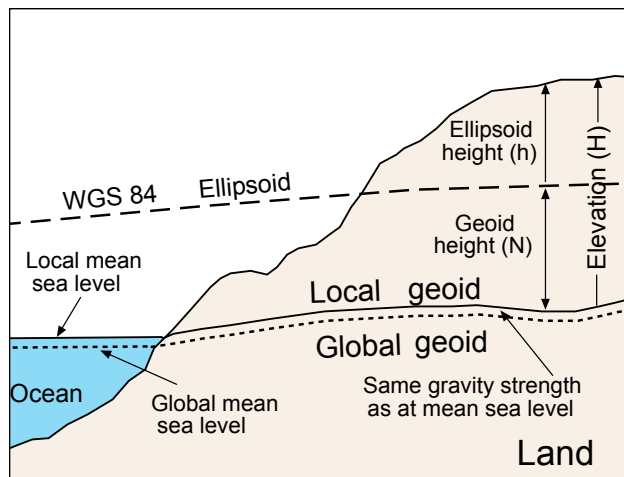 Ellipsoid
height (h)
Elevation (H)
WGS 84 Ellipsoid
Geoid
height (N)
Local mean
sea level
Local geoid
Global geoid
Ocean
Global mean
sea level
Same gravity strength
as at mean sea level
Land